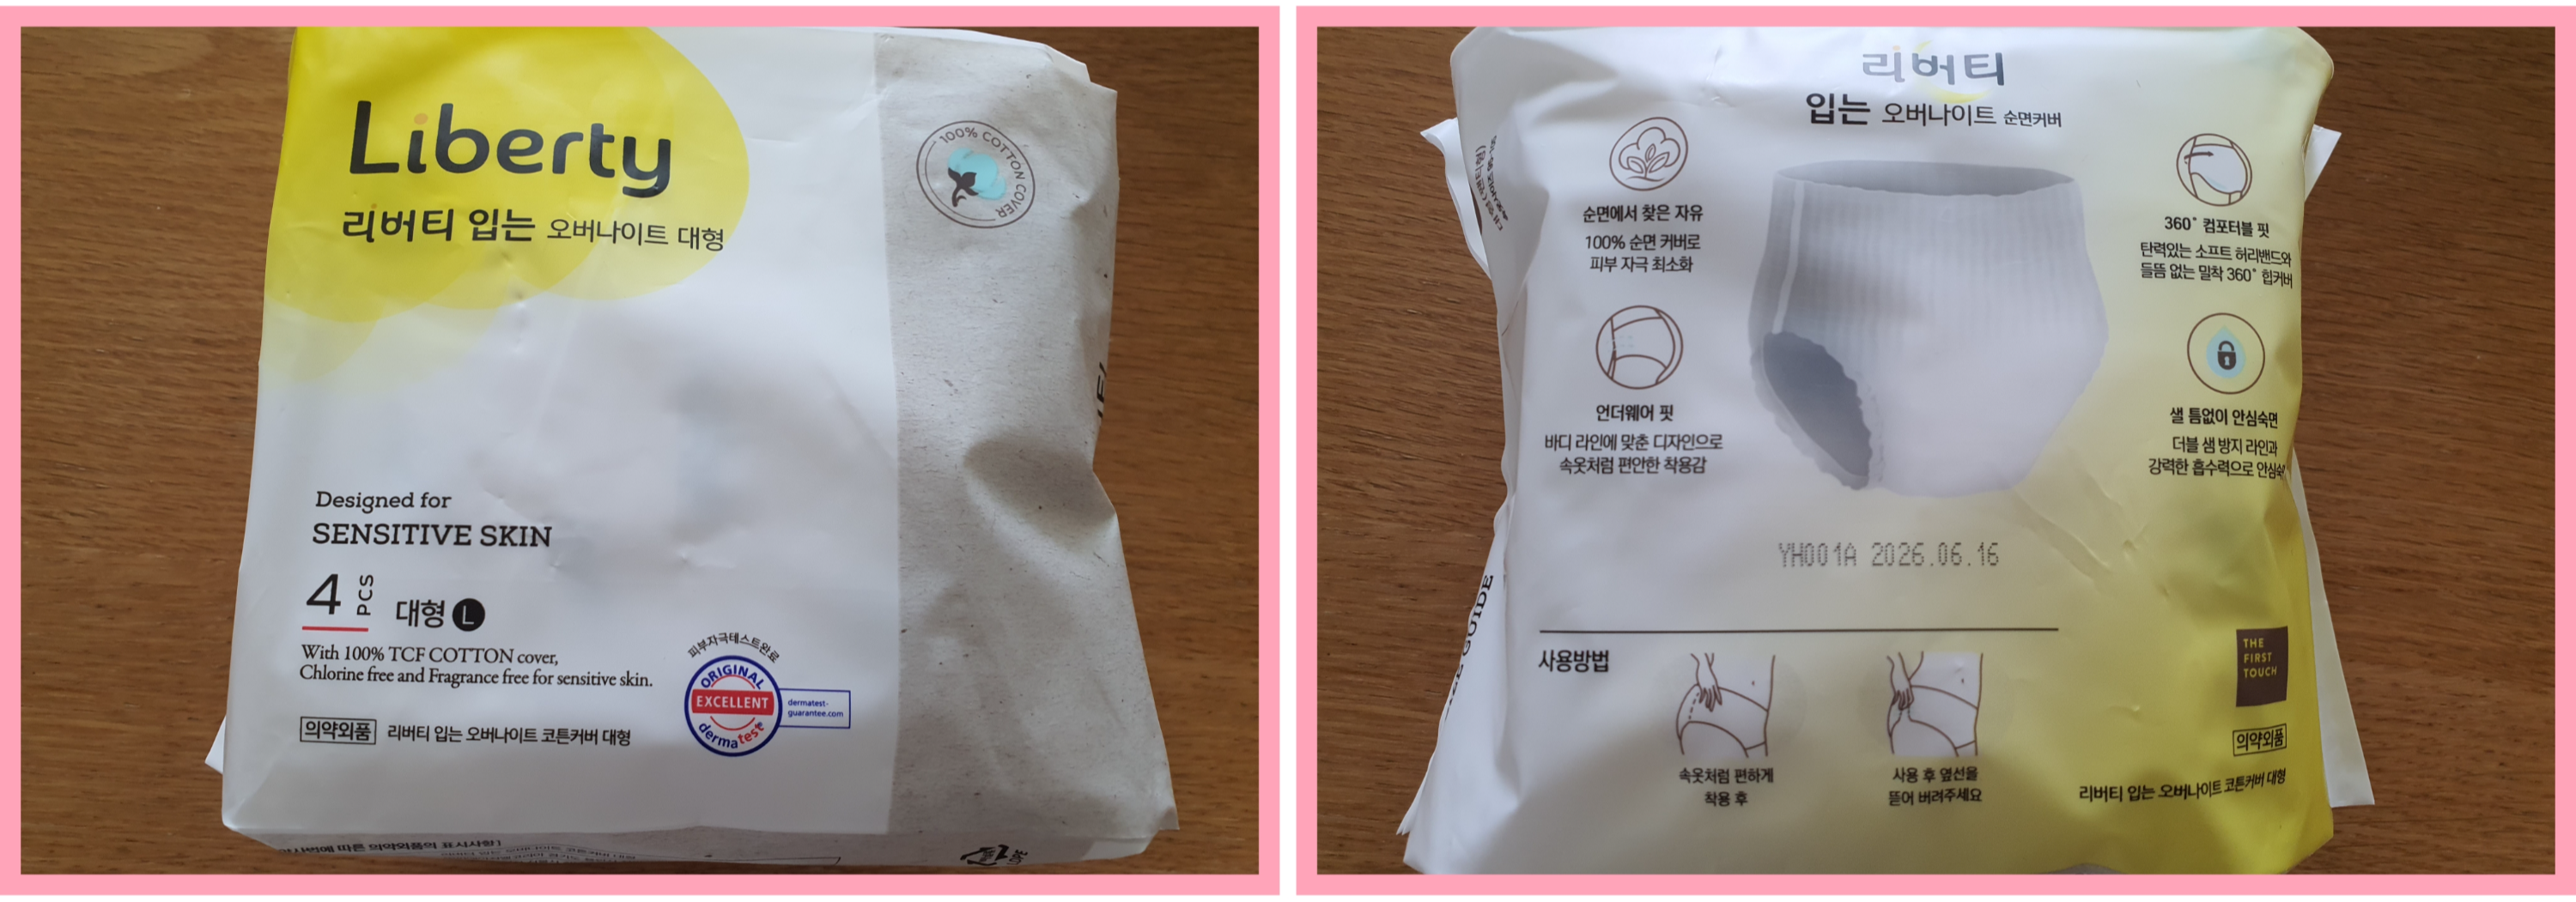 Liberty
리버티 입는 오버나이트 대형
100% COTTON COVER
Designed for
SENSITIVE SKIN
4 PCS 대형 L
With 100% TCF COTTON cover,
Chlorine free and Fragrance free for sensitive skin.
피부자극테스트완료
ORIGINAL
EXCELLENT
dermatest®
dermatest-
guarantee.com
의약외품 리버티 입는 오버나이트 코튼커버 대형
따른 의약외품의 표시사항]
리버티
입는 오버나이트 순면커버
순면에서 찾은 자유
100% 순면 커버로
피부 자극 최소화
언더웨어 핏
바디 라인에 맞춘 디자인으로
속옷처럼 편안한 착용감
360° 컴포터블 핏
탄력있는 소프트 허리밴드와
들뜸 없는 밀착 360° 힙커버
샐 틈없이 안심숙면
더블 샘 방지 라인과
강력한 흡수력으로
YH001A 2026.06.16
GUIDE
사용방법
속옷처럼 편하게
착용 후
사용 후 옆선을
뜯어 버려주세요
THE
FIRST
TOUCH
의약외품
리버티 입는 오버나이트 코튼커버 대형